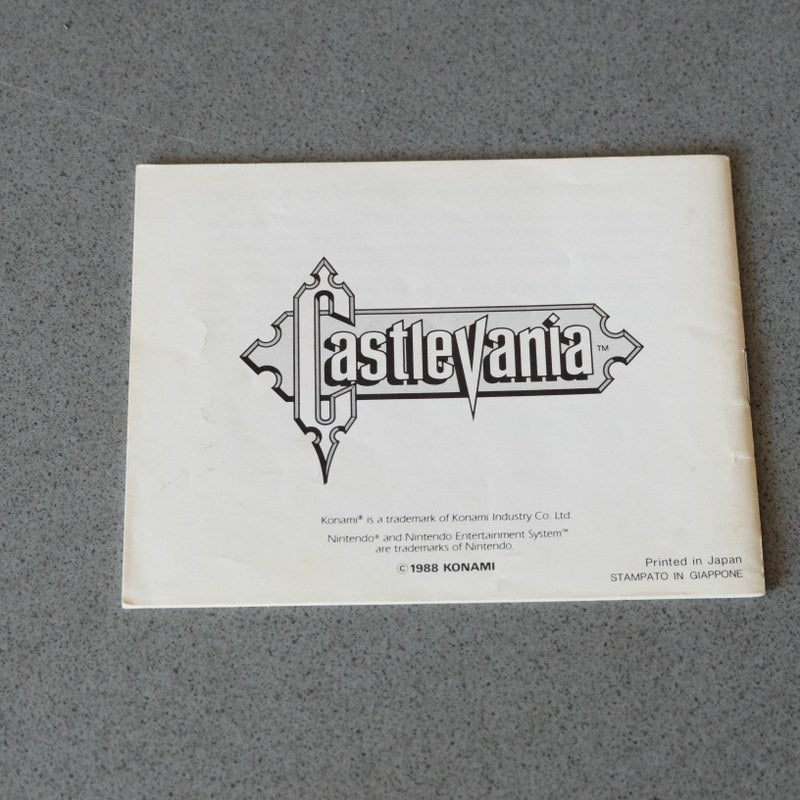 Castlevania™
Konami® is a trademark of Konami Industry Co. Ltd.
Nintendo® and Nintendo Entertainment System™
are trademarks of Nintendo.
© 1988 KONAMI
Printed in Japan
STAMPATO IN GIAPPONE